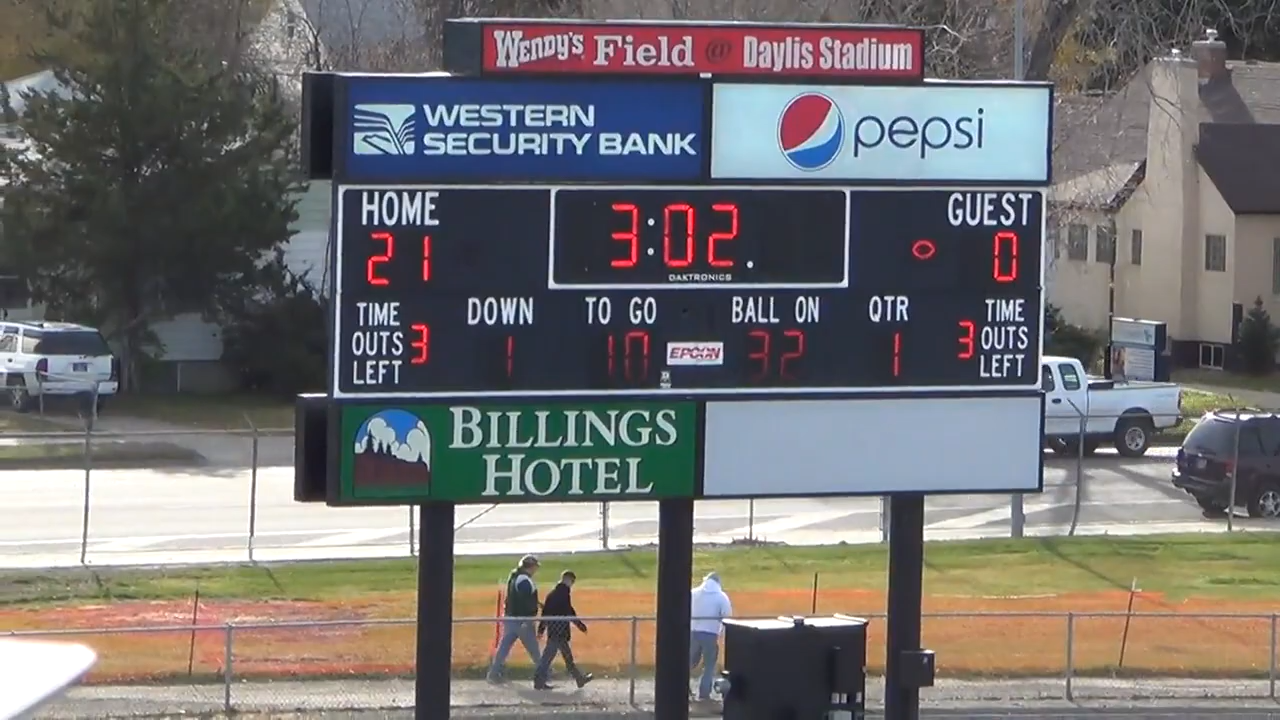 Wendy's Field @ Daylis Stadium
WESTERN
SECURITY BANK
pepsi
HOME
21
3:02.
DAKTRONICS
GUEST
0
TIME
OUTS
LEFT
3
DOWN
1
TO GO
10
EPCON
BALL ON
32
QTR
1
3
TIME
OUTS
LEFT
BILLINGS
HOTEL